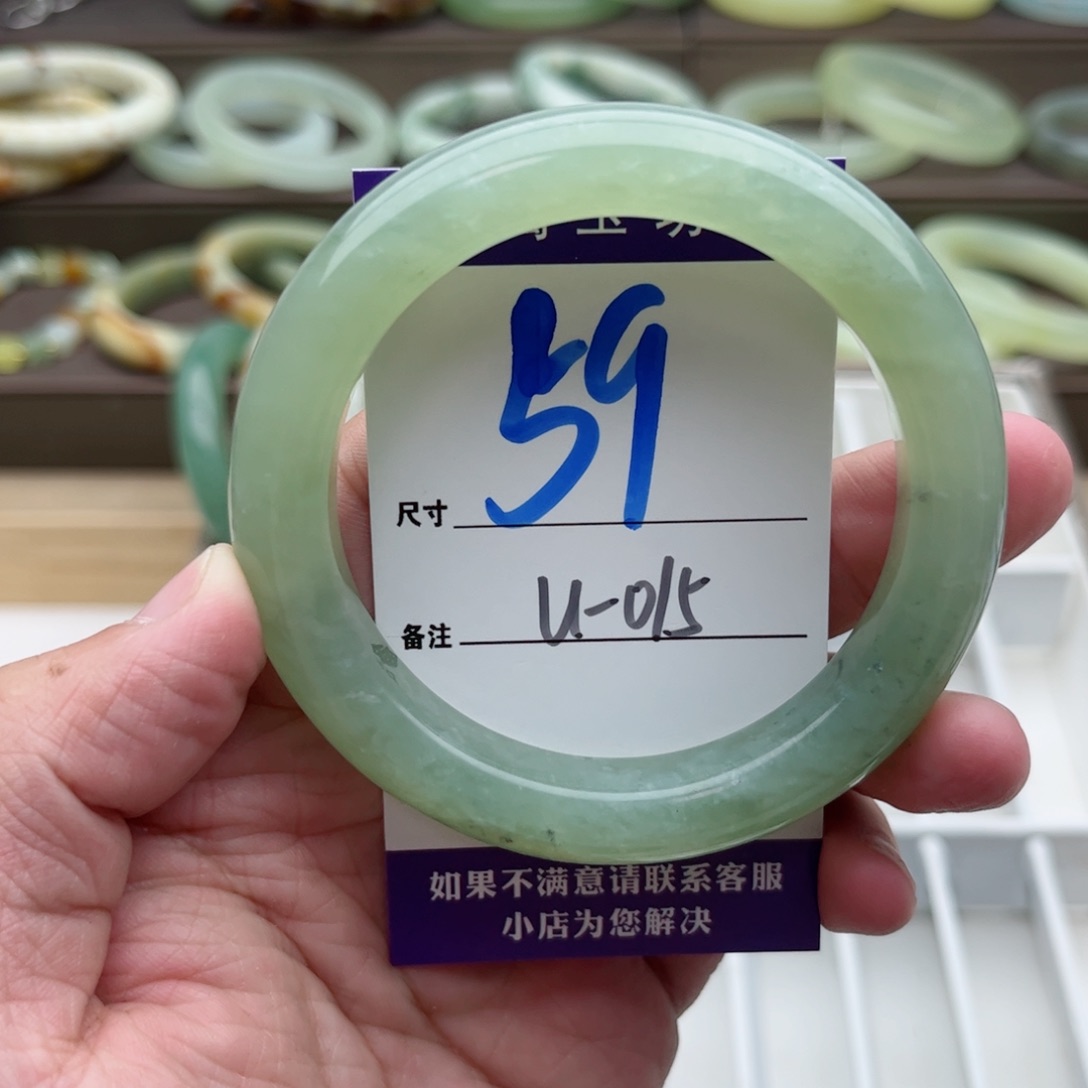 59
尺寸
备注 U-015
如果不满意请联系客服
小店为您解决